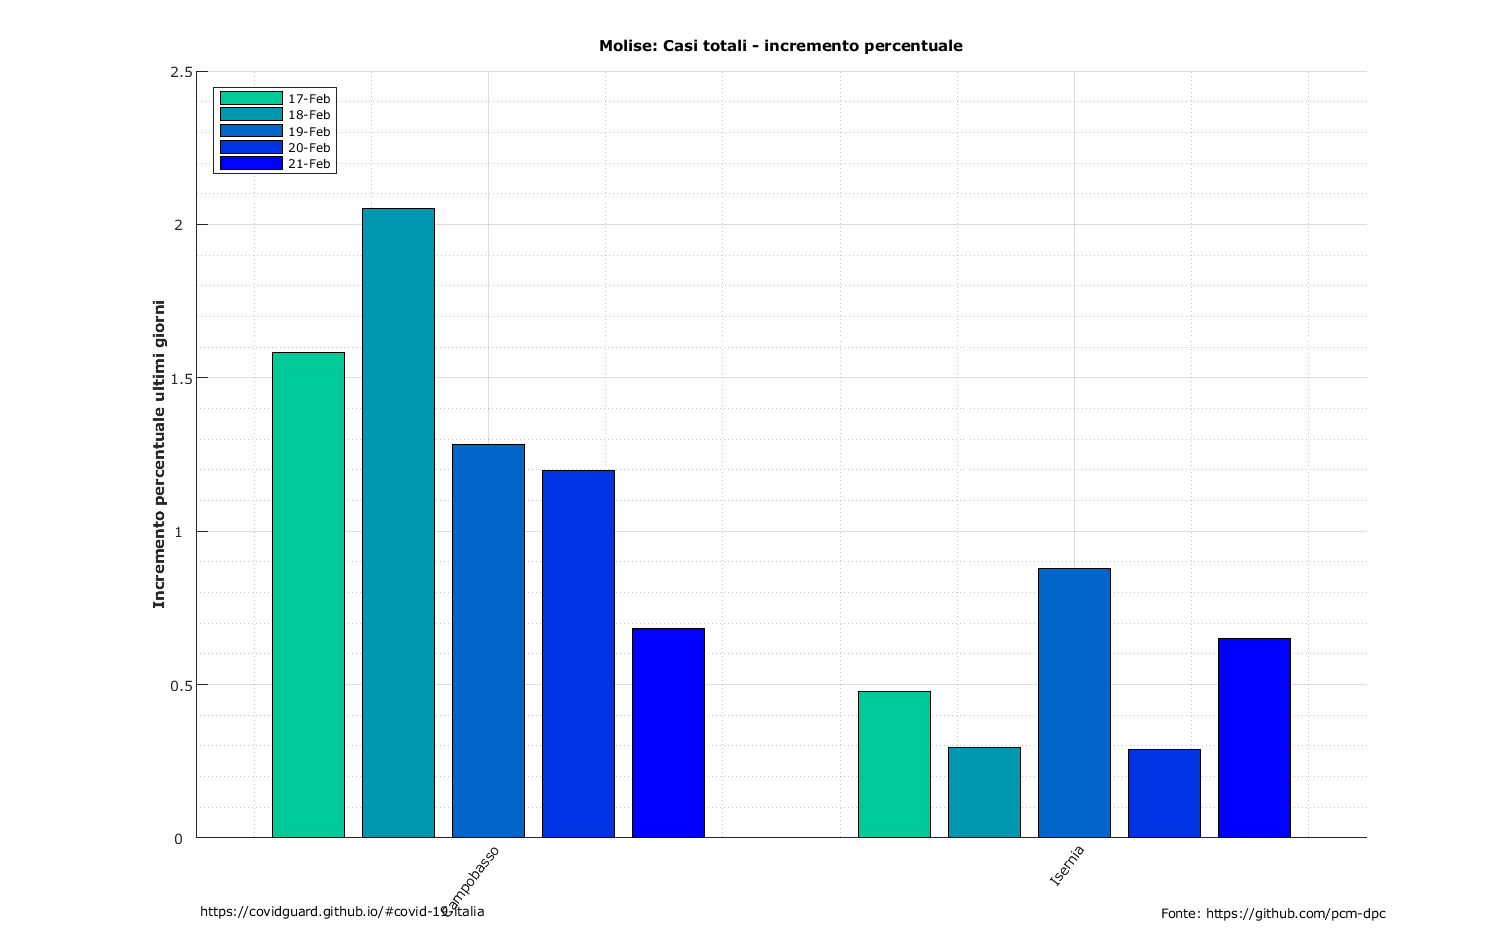 Molise: Casi totali - incremento percentuale
Incremento percentuale ultimi giorni
2.5
2
1.5
1
0.5
0
17-Feb
18-Feb
19-Feb
20-Feb
21-Feb
Campobasso
Isernia
https://covidguard.github.io/#covid-19-italia
Fonte: https://github.com/pcm-dpc